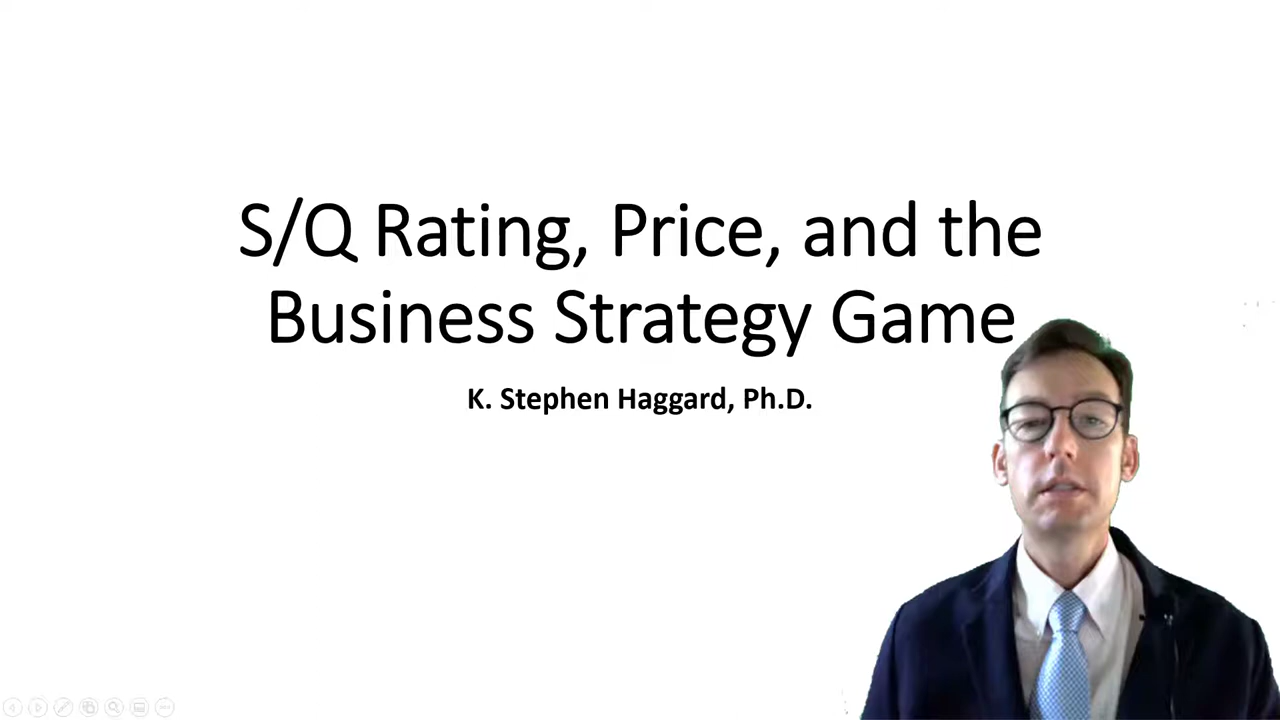 S/Q Rating, Price, and the
Business Strategy Game
K. Stephen Haggard, Ph.D.